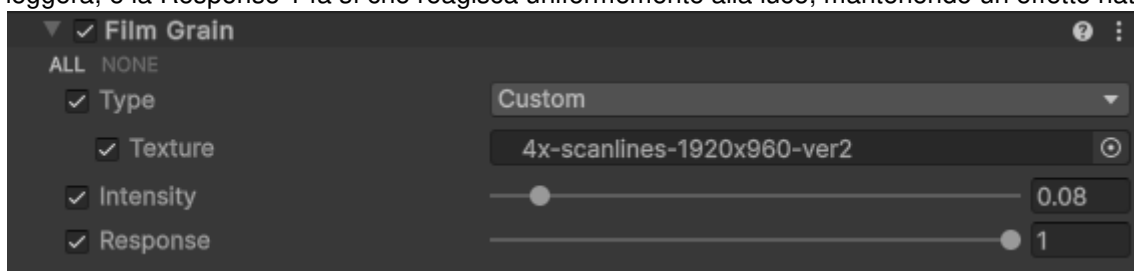 leggera, e la Response 1 fa sì che reagisca uniformemente alla luce, mantenendo un effetto
Film Grain
ALL NONE
Type Custom
Texture 4x-scanlines-1920x960-ver2
Intensity 0.08
Response 1